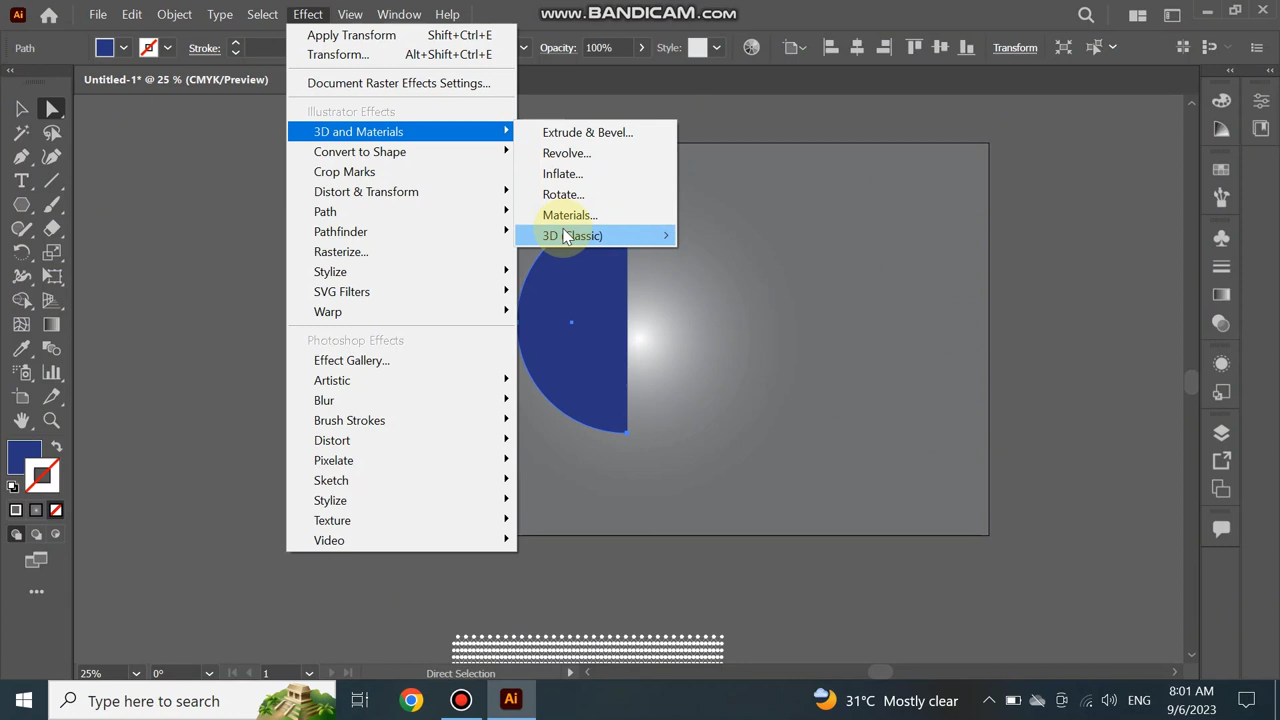 Ai File Edit Object Type Select Effect View Window Help www.BANDICAM.com
Path Stroke: Opacity: 100% Style: Transform
Untitled-1* @ 25 % (CMYK/Preview)
Apply Transform Shift+Ctrl+E
Transform... Alt+Shift+Ctrl+E
Document Raster Effects Settings...
Illustrator Effects
3D and Materials
Convert to Shape
Crop Marks
Distort & Transform
Path
Pathfinder
Rasterize...
Stylize
SVG Filters
Warp
Photoshop Effects
Effect Gallery...
Artistic
Blur
Brush Strokes
Distort
Pixelate
Sketch
Stylize
Texture
Video
Extrude & Bevel...
Revolve...
Inflate...
Rotate...
Materials...
3D (Classic)
25% 0° 1 Direct Selection
Type here to search Ai 31°C Mostly clear ENG 8:01 AM
9/6/2023